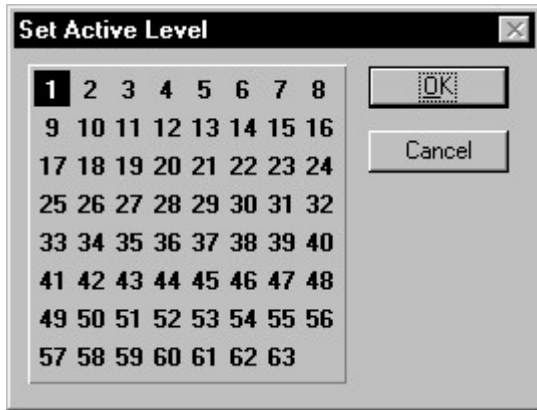 Set Active Level
1 2 3 4 5 6 7 8
OK
9 10 11 12 13 14 15 16
Cancel
17 18 19 20 21 22 23 24
25 26 27 28 29 30 31 32
33 34 35 36 37 38 39 40
41 42 43 44 45 46 47 48
49 50 51 52 53 54 55 56
57 58 59 60 61 62 63